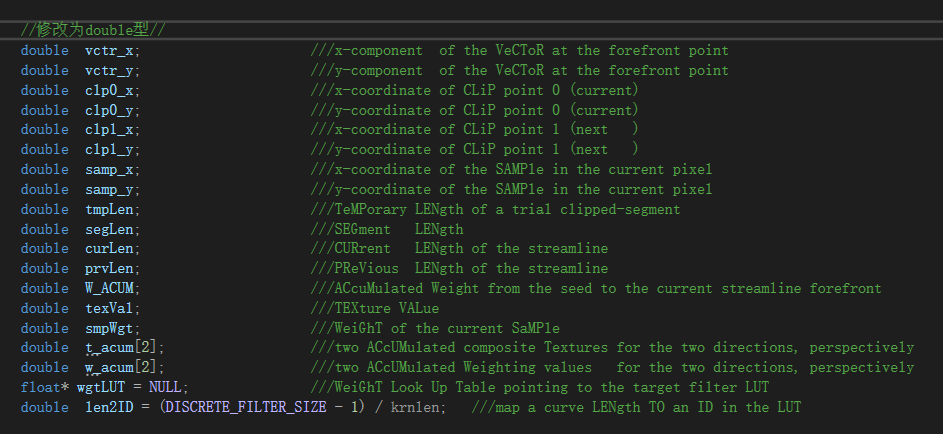 //修改为double型//
double  vctr_x;                     ///x-component  of the VeCToR at the forefront point
double  vctr_y;                     ///y-component  of the VeCToR at the forefront point
double  clp0_x;                     ///x-coordinate of CLiP point 0 (current)
double  clp0_y;                     ///y-coordinate of CLiP point 0 (current)
double  clp1_x;                     ///x-coordinate of CLiP point 1 (next   )
double  clp1_y;                     ///y-coordinate of CLiP point 1 (next   )
double  samp_x;                     ///x-coordinate of the SAMPle in the current pixel
double  samp_y;                     ///y-coordinate of the SAMPle in the current pixel
double  tmpLen;                     ///TeMPorary LENgth of a trial clipped-segment
double  segLen;                     ///SEGment   LENgth
double  curLen;                     ///CURrent   LENgth of the streamline
double  prvLen;                     ///PReVious  LENgth of the streamline
double  W_ACUM;                     ///ACcuMulated Weight from the seed to the current streamline forefront
double  texVal;                     ///TEXture VALue
double  smpWgt;                     ///WeiGhT of the current SaMPle
double  t_acum[2];                  ///two ACcUMulated composite Textures for the two directions, perspectively
double  w_acum[2];                  ///two ACcUMulated Weighting values   for the two directions, perspectively
float* wgtLUT = NULL;               ///WeiGhT Look Up Table pointing to the target filter LUT
double  len2ID = (DISCRETE_FILTER_SIZE - 1) / krnlen;   ///map a curve LENgth TO an ID in the LUT